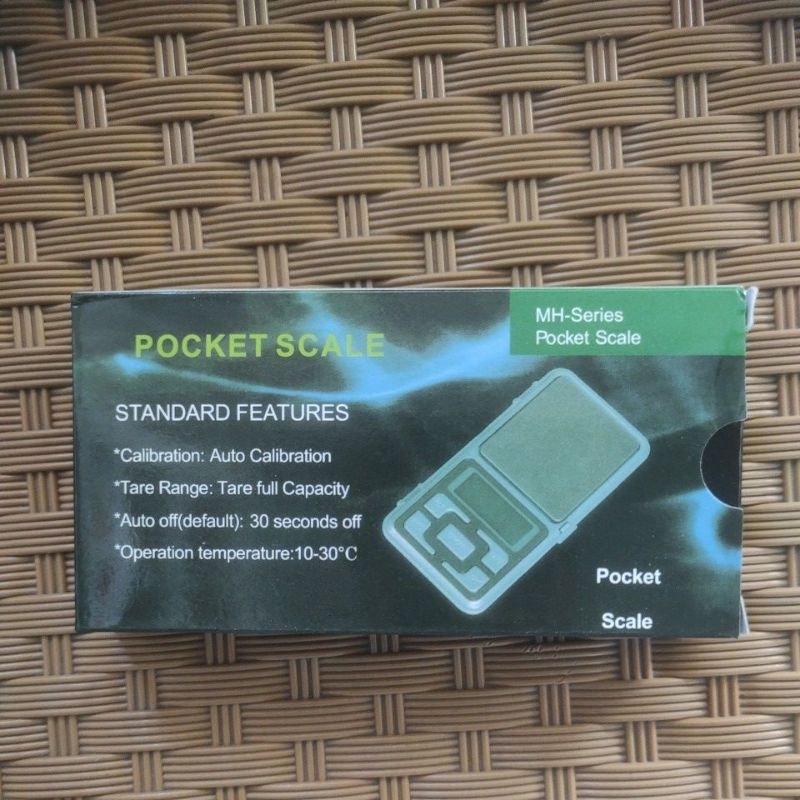 MH-Series
Pocket Scale
POCKET SCALE
STANDARD FEATURES
*Calibration: Auto Calibration
*Tare Range: Tare full Capacity
*Auto off(default): 30 seconds off
*Operation temperature:10-30°C
Pocket
Scale